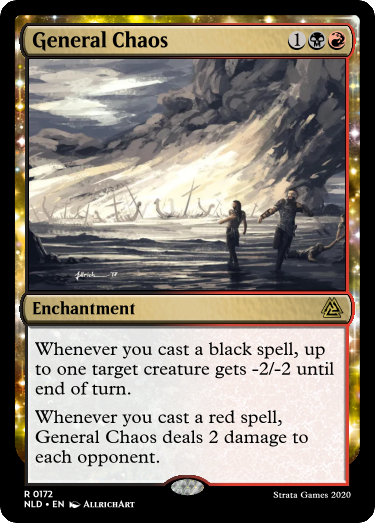 General Chaos 1
Allrich
Enchantment
Whenever you cast a black spell, up
to one target creature gets -2/-2 until
end of turn.
Whenever you cast a red spell,
General Chaos deals 2 damage to
each opponent.
R 0172
NLD • EN AllrichArt
Strata Games 2020